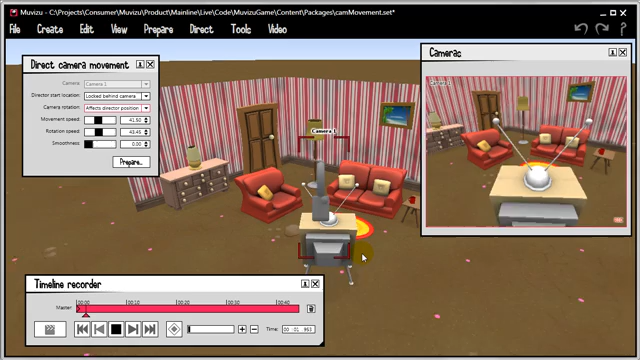 Muvizu - C:\Projects\Consumer\Muvizu\Product\Mainline\Live\Code\MuvizuGame\Content\Packages\camMovement.set*
File Create Edit View Prepare Direct Tools Video
Direct camera movement
Camera: Camera 1
Director start location: Locked behind camera
Camera rotation: Affects director position
Movement speed: 41.50
Rotation speed: 43.45
Smoothness: 0.00
Prepare...
Camera 1
Cameras
Camera 1
Timeline recorder
00:00 00:10 00:20 00:30 00:40
Master:
Time: 00 : 01 . 953